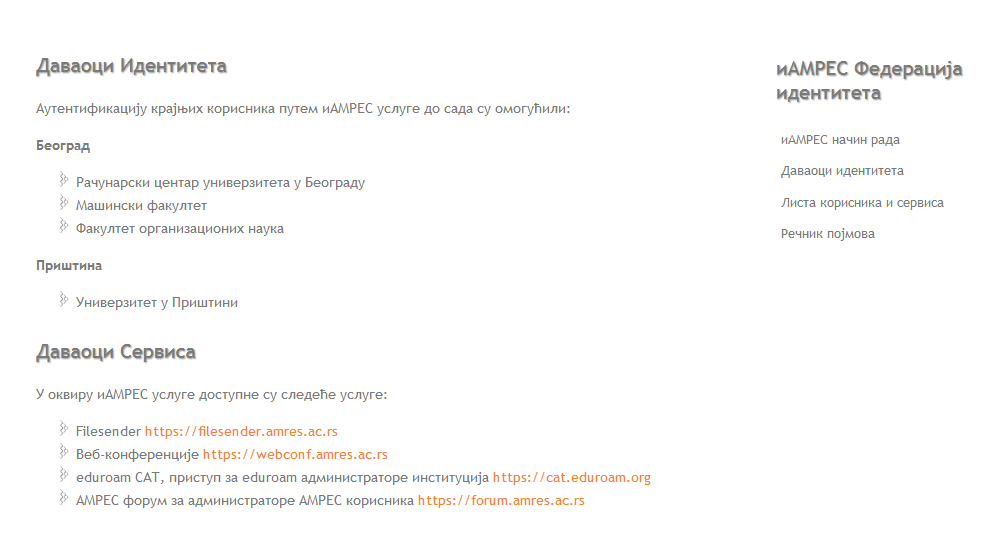 Даваоци Идентитета
Аутентификацију крајњих корисника путем иАМРЕС услуге до сада су омогућили:
Београд
Рачунарски центар универзитета у Београду
Машински факултет
Факултет организационих наука
Приштина
Универзитет у Приштини
Даваоци Сервиса
У оквиру иАМРЕС услуге доступне су следеће услуге:
Filesender https://filesender.amres.ac.rs
Веб-конференције https://webconf.amres.ac.rs
eduroam CAT, приступ за eduroam администраторе институција https://cat.eduroam.org
АМРЕС форум за администраторе АМРЕС корисника https://forum.amres.ac.rs
иАМРЕС Федерација
идентитета
иАМРЕС начин рада
Даваоци идентитета
Листа корисника и сервиса
Речник појмова